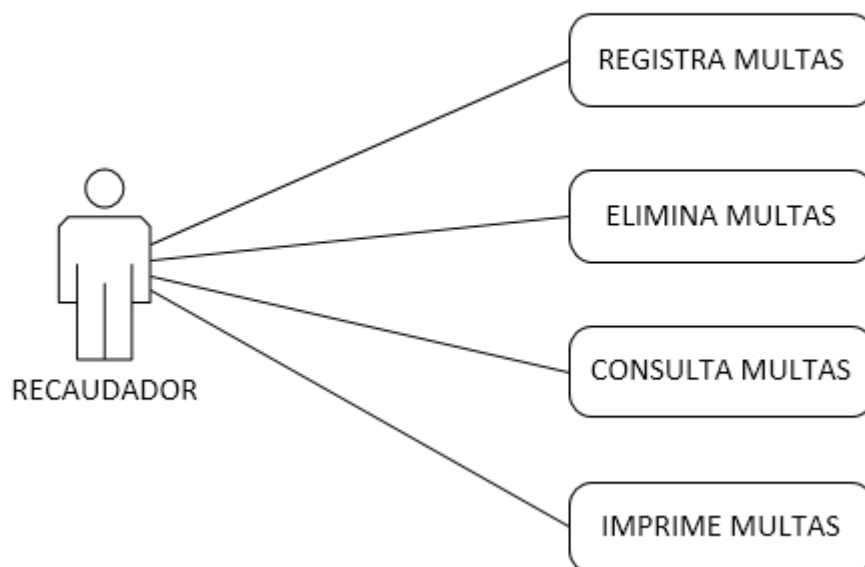 REGISTRA MULTAS
ELIMINA MULTAS
CONSULTA MULTAS
RECAUDADOR
IMPRIME MULTAS